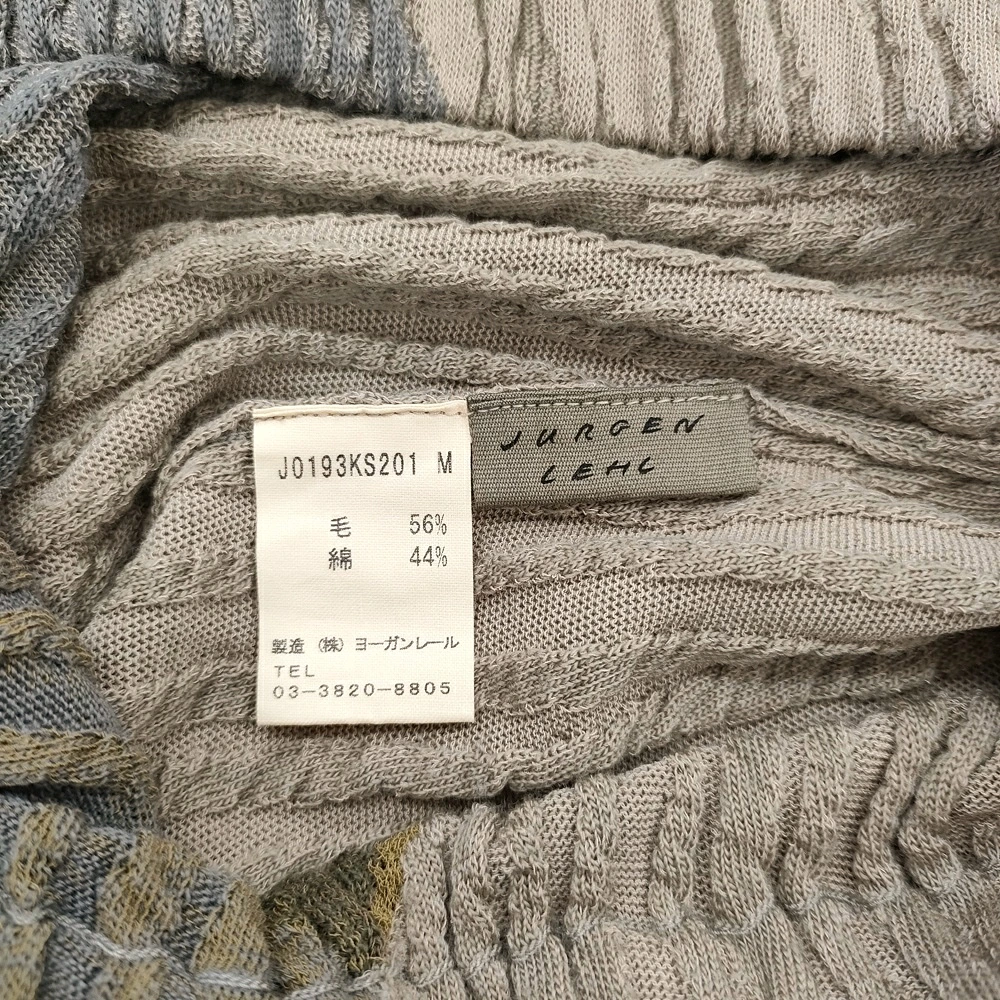 J0193KS201 M
毛 56%
綿 44%
製造 (株) ヨーガンレール
TEL
03-3820-8805
JURGEN
LEHL